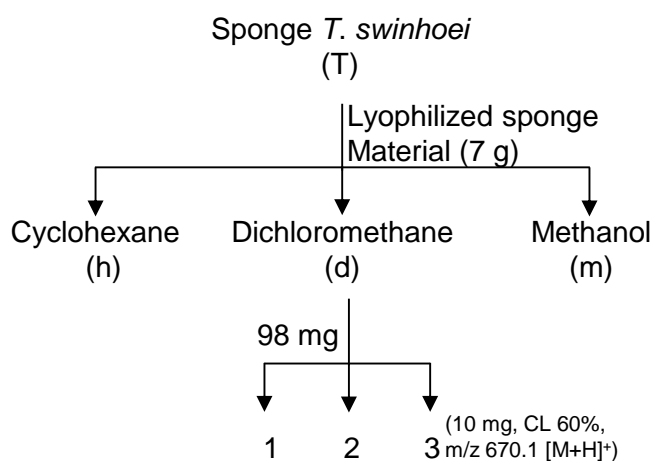 Sponge T. swinhoei
(T)
Lyophilized sponge
Material (7 g)
Cyclohexane
(h)
Dichloromethane
(d)
Methanol
(m)
98 mg
1
2
3
(10 mg, CL 60%,
m/z 670.1 [M+H]⁺)